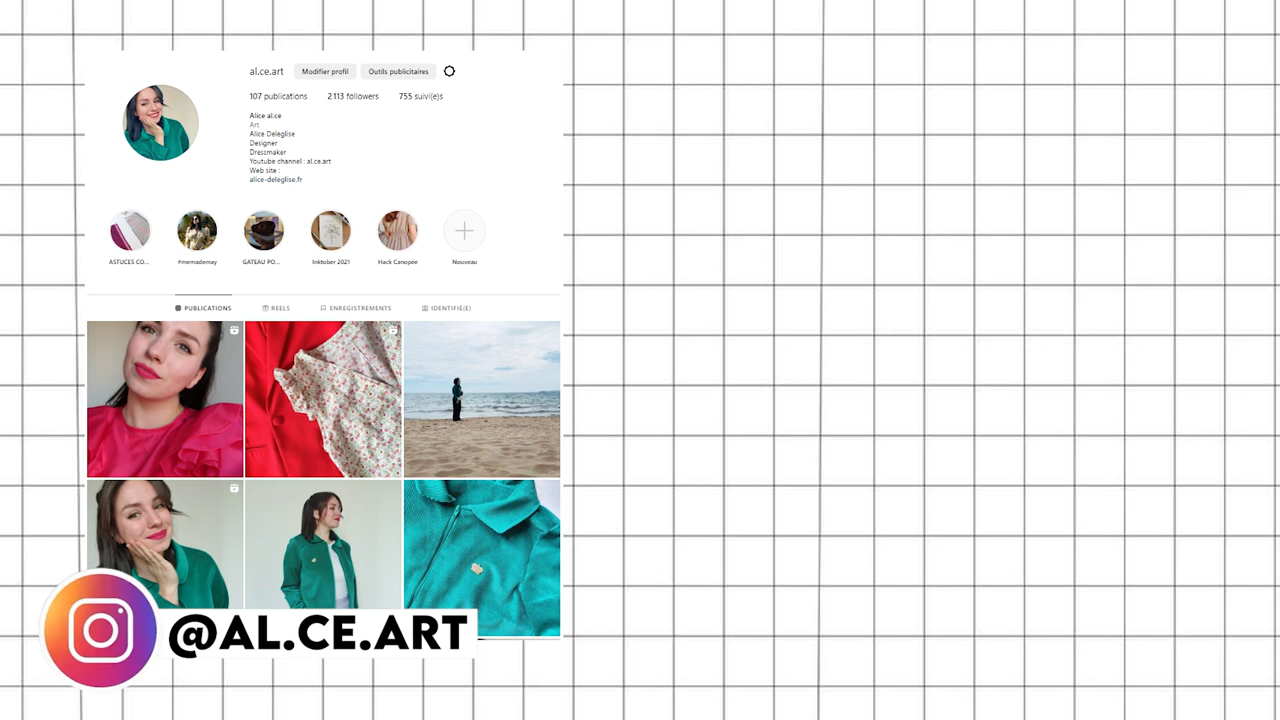 al.ce.art Modifier profil Outils publicitaires
107 publications 2 113 followers 755 suivi(e)s
Alice al.ce
Art
Alice Deleglise
Designer
Dressmaker
Youtube channel : al.ce.art
Web site :
alice-deleglise.fr
ASTUCES CO... #memademay GATEAU PO... Inktober 2021 Hack Canopée Nouveau
PUBLICATIONS REELS ENREGISTREMENTS IDENTIFIÉ(E)
@AL.CE.ART